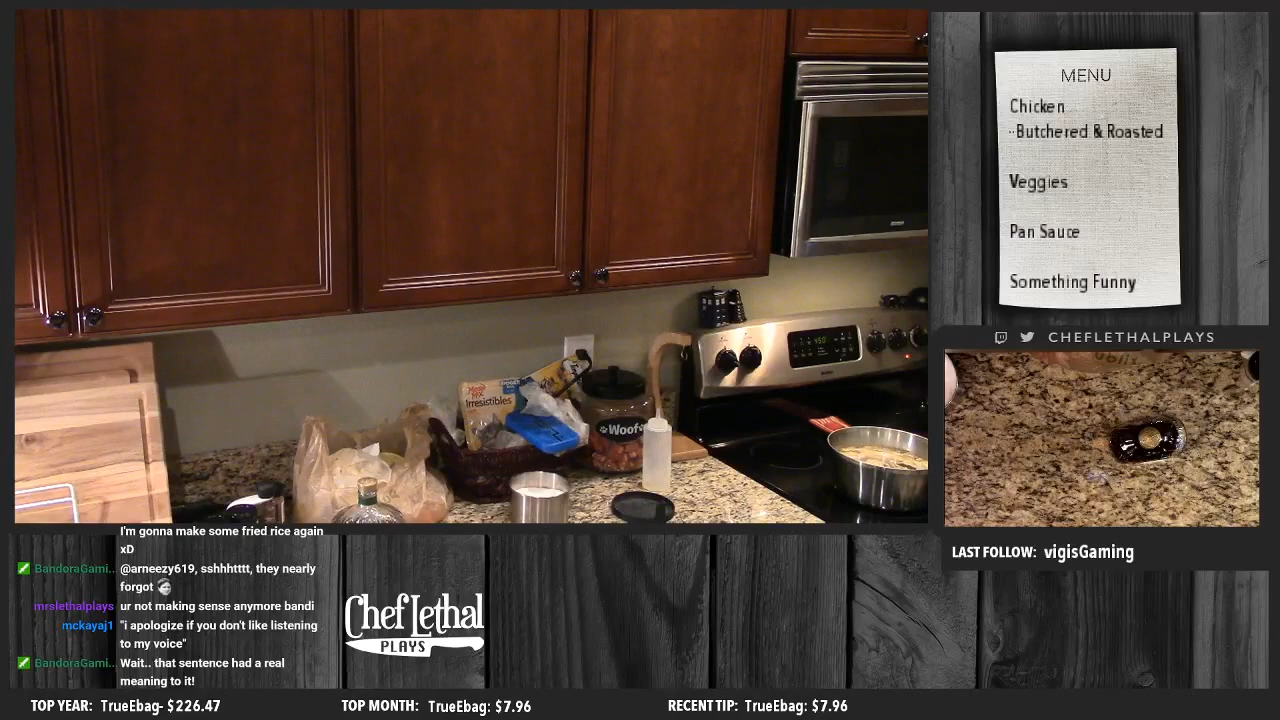 MENU
Chicken
-Butchered & Roasted
Veggies
Pan Sauce
Something Funny
CHEFLETHALPLAYS
450
Irresistibles
Woof
LAST FOLLOW: vigisGaming
I'm gonna make some fried rice again
xD
BandoraGami.. @arneezy619, sshhhtttt, they nearly
forgot
mrslethalplays ur not making sense anymore bandi
mckayaj1 "i apologize if you don't like listening
to my voice"
BandoraGami.. Wait.. that sentence had a real
meaning to it!
Chef Lethal
PLAYS
TOP YEAR: TrueEbag- $226.47 TOP MONTH: TrueEbag: $7.96 RECENT TIP: TrueEbag: $7.96